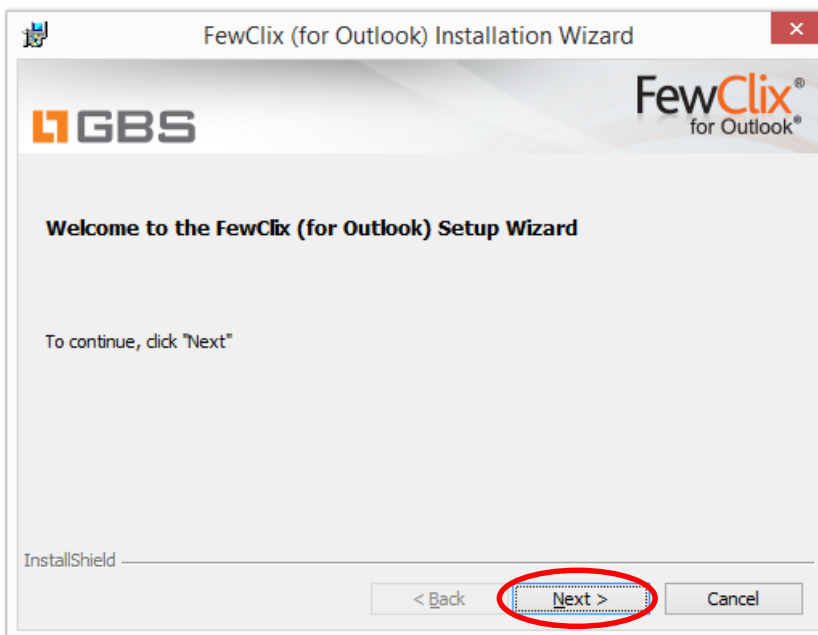 FewClix (for Outlook) Installation Wizard
GBS
FewClix®
for Outlook®
Welcome to the FewClix (for Outlook) Setup Wizard
To continue, click "Next"
InstallShield
< Back Next > Cancel